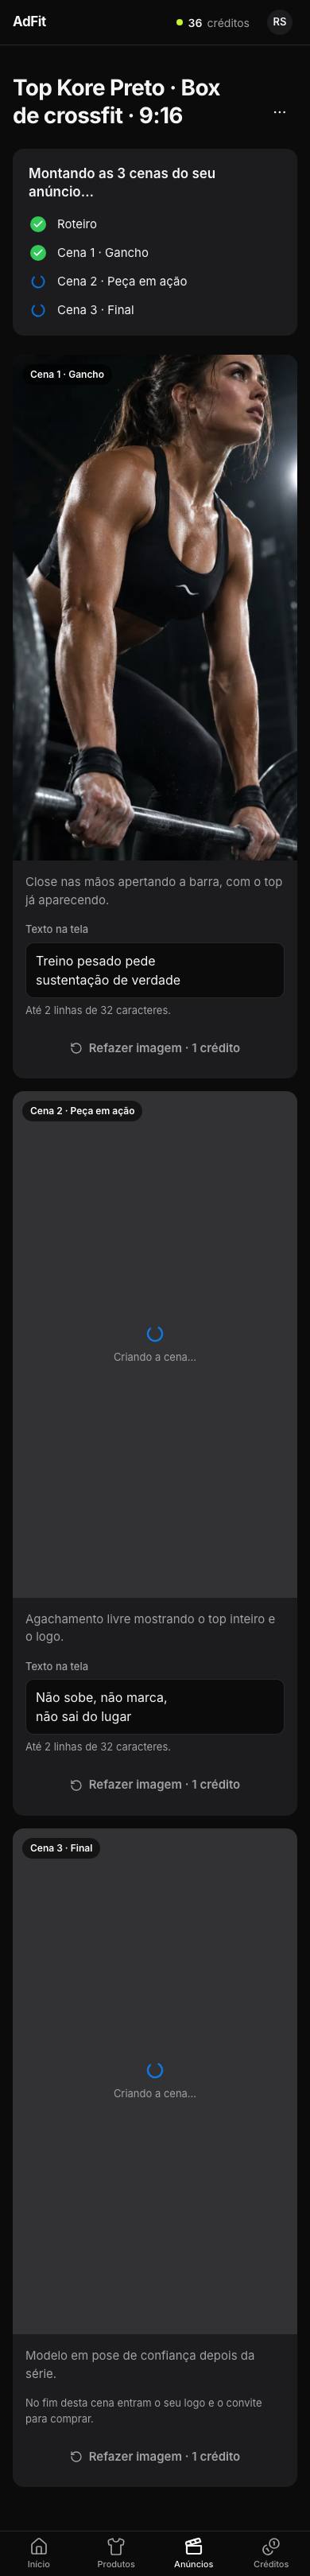 AdFit
36 créditos
RS
Top Kore Preto · Box
de crossfit · 9:16
...
Montando as 3 cenas do seu
anúncio...
Roteiro
Cena 1 · Gancho
Cena 2 · Peça em ação
Cena 3 · Final
Cena 1 · Gancho
Close nas mãos apertando a barra, com o top
já aparecendo.
Texto na tela
Treino pesado pede
sustentação de verdade
Até 2 linhas de 32 caracteres.
Refazer imagem · 1 crédito
Cena 2 · Peça em ação
Criando a cena...
Agachamento livre mostrando o top inteiro e
o logo.
Texto na tela
Não sobe, não marca,
não sai do lugar
Até 2 linhas de 32 caracteres.
Refazer imagem · 1 crédito
Cena 3 · Final
Criando a cena...
Modelo em pose de confiança depois da
série.
No fim desta cena entram o seu logo e o convite
para comprar.
Refazer imagem · 1 crédito
Início
Produtos
Anúncios
Créditos